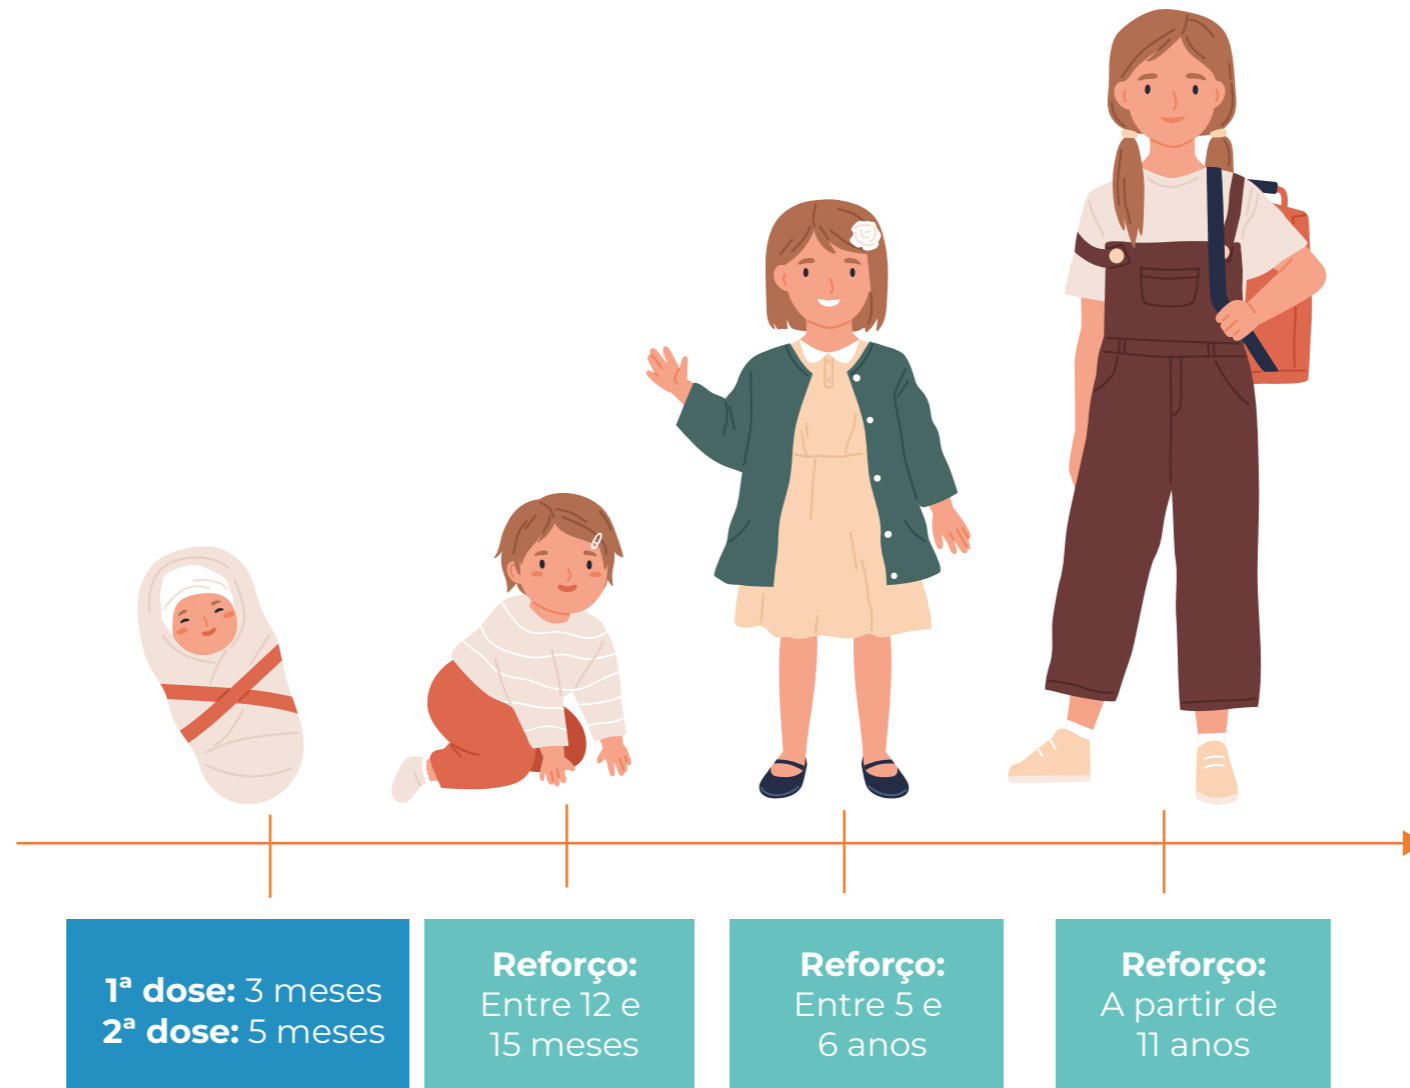 1ª dose: 3 meses
2ª dose: 5 meses
Reforço:
Entre 12 e
15 meses
Reforço:
Entre 5 e
6 anos
Reforço:
A partir de
11 anos